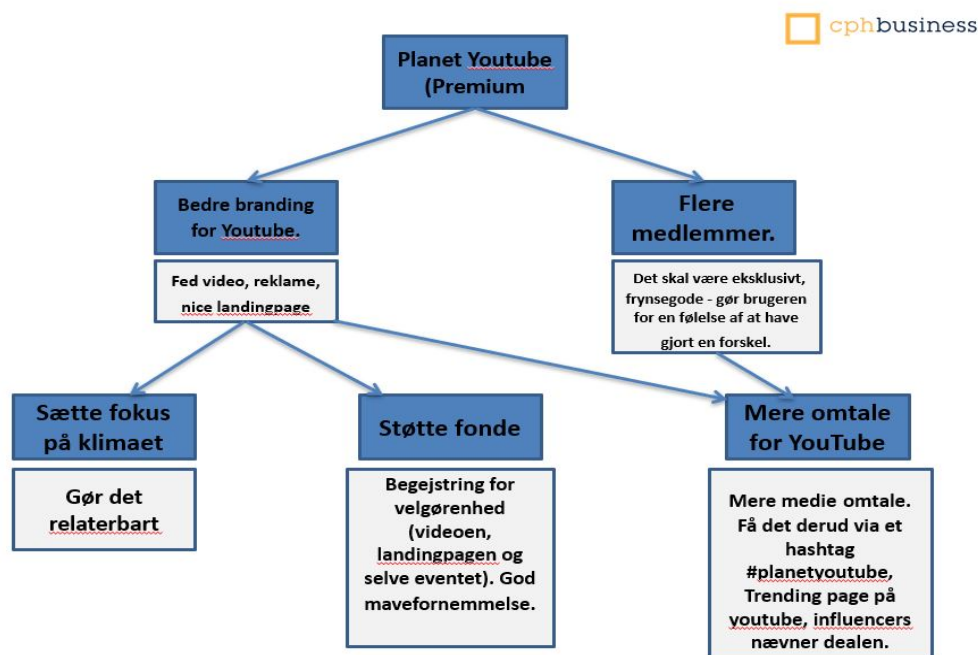 cphbusiness
Planet Youtube
(Premium
Bedre branding
for Youtube.
Fed video, reklame,
nice landingpage
Flere
medlemmer.
Det skal være eksklusivt,
frynsegode - gør brugeren
for en følelse af at have
gjort en forskel.
Sætte fokus
på klimaet
Gør det
relaterbart
Støtte fonde
Begejstring for
velgørenhed
(videoen,
landingpagen og
selve eventet). God
mavefornemmelse.
Mere omtale
for YouTube
Mere medie omtale.
Få det derud via et
hashtag
#planetyoutube,
Trending page på
youtube, influencers
nævner dealen.